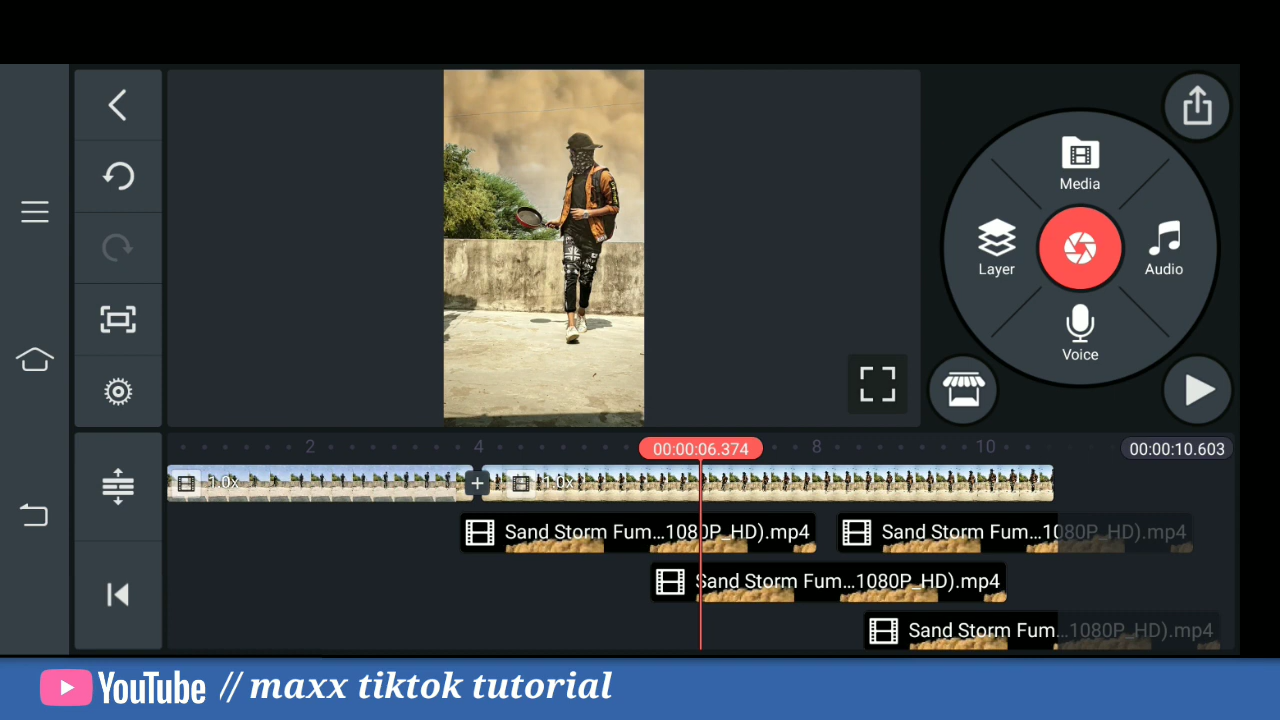 Media
Layer
Audio
Voice
2
4
00:00:06.374
8
10
00:00:10.603
1.0x
1.0x
Sand Storm Fum...1080P_HD).mp4
Sand Storm Fum...1080P_HD).mp4
Sand Storm Fum...1080P_HD).mp4
Sand Storm Fum...1080P_HD).mp4
YouTube // maxx tiktok tutorial